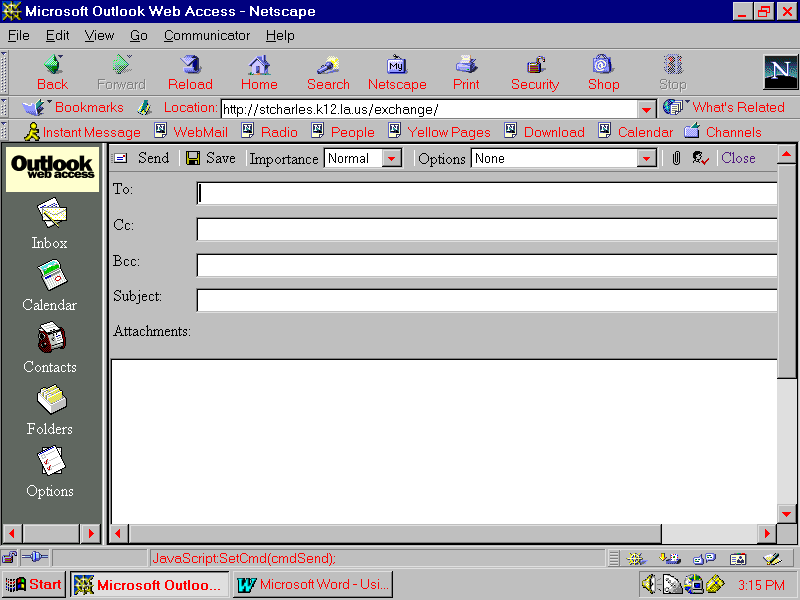 Microsoft Outlook Web Access - Netscape
File Edit View Go Communicator Help
Back Forward Reload Home Search My Netscape Print Security Shop Stop N
Bookmarks Location: http://stcharles.k12.la.us/exchange/ What's Related
Instant Message WebMail Radio People Yellow Pages Download Calendar Channels
Outlook web access
Send Save Importance Normal Options None Close
To:
Cc:
Bcc:
Subject:
Attachments:
Inbox
Calendar
Contacts
Folders
Options
JavaScript:SetCmd(cmdSend);
Start Microsoft Outloo... Microsoft Word - Usi... 3:15 PM